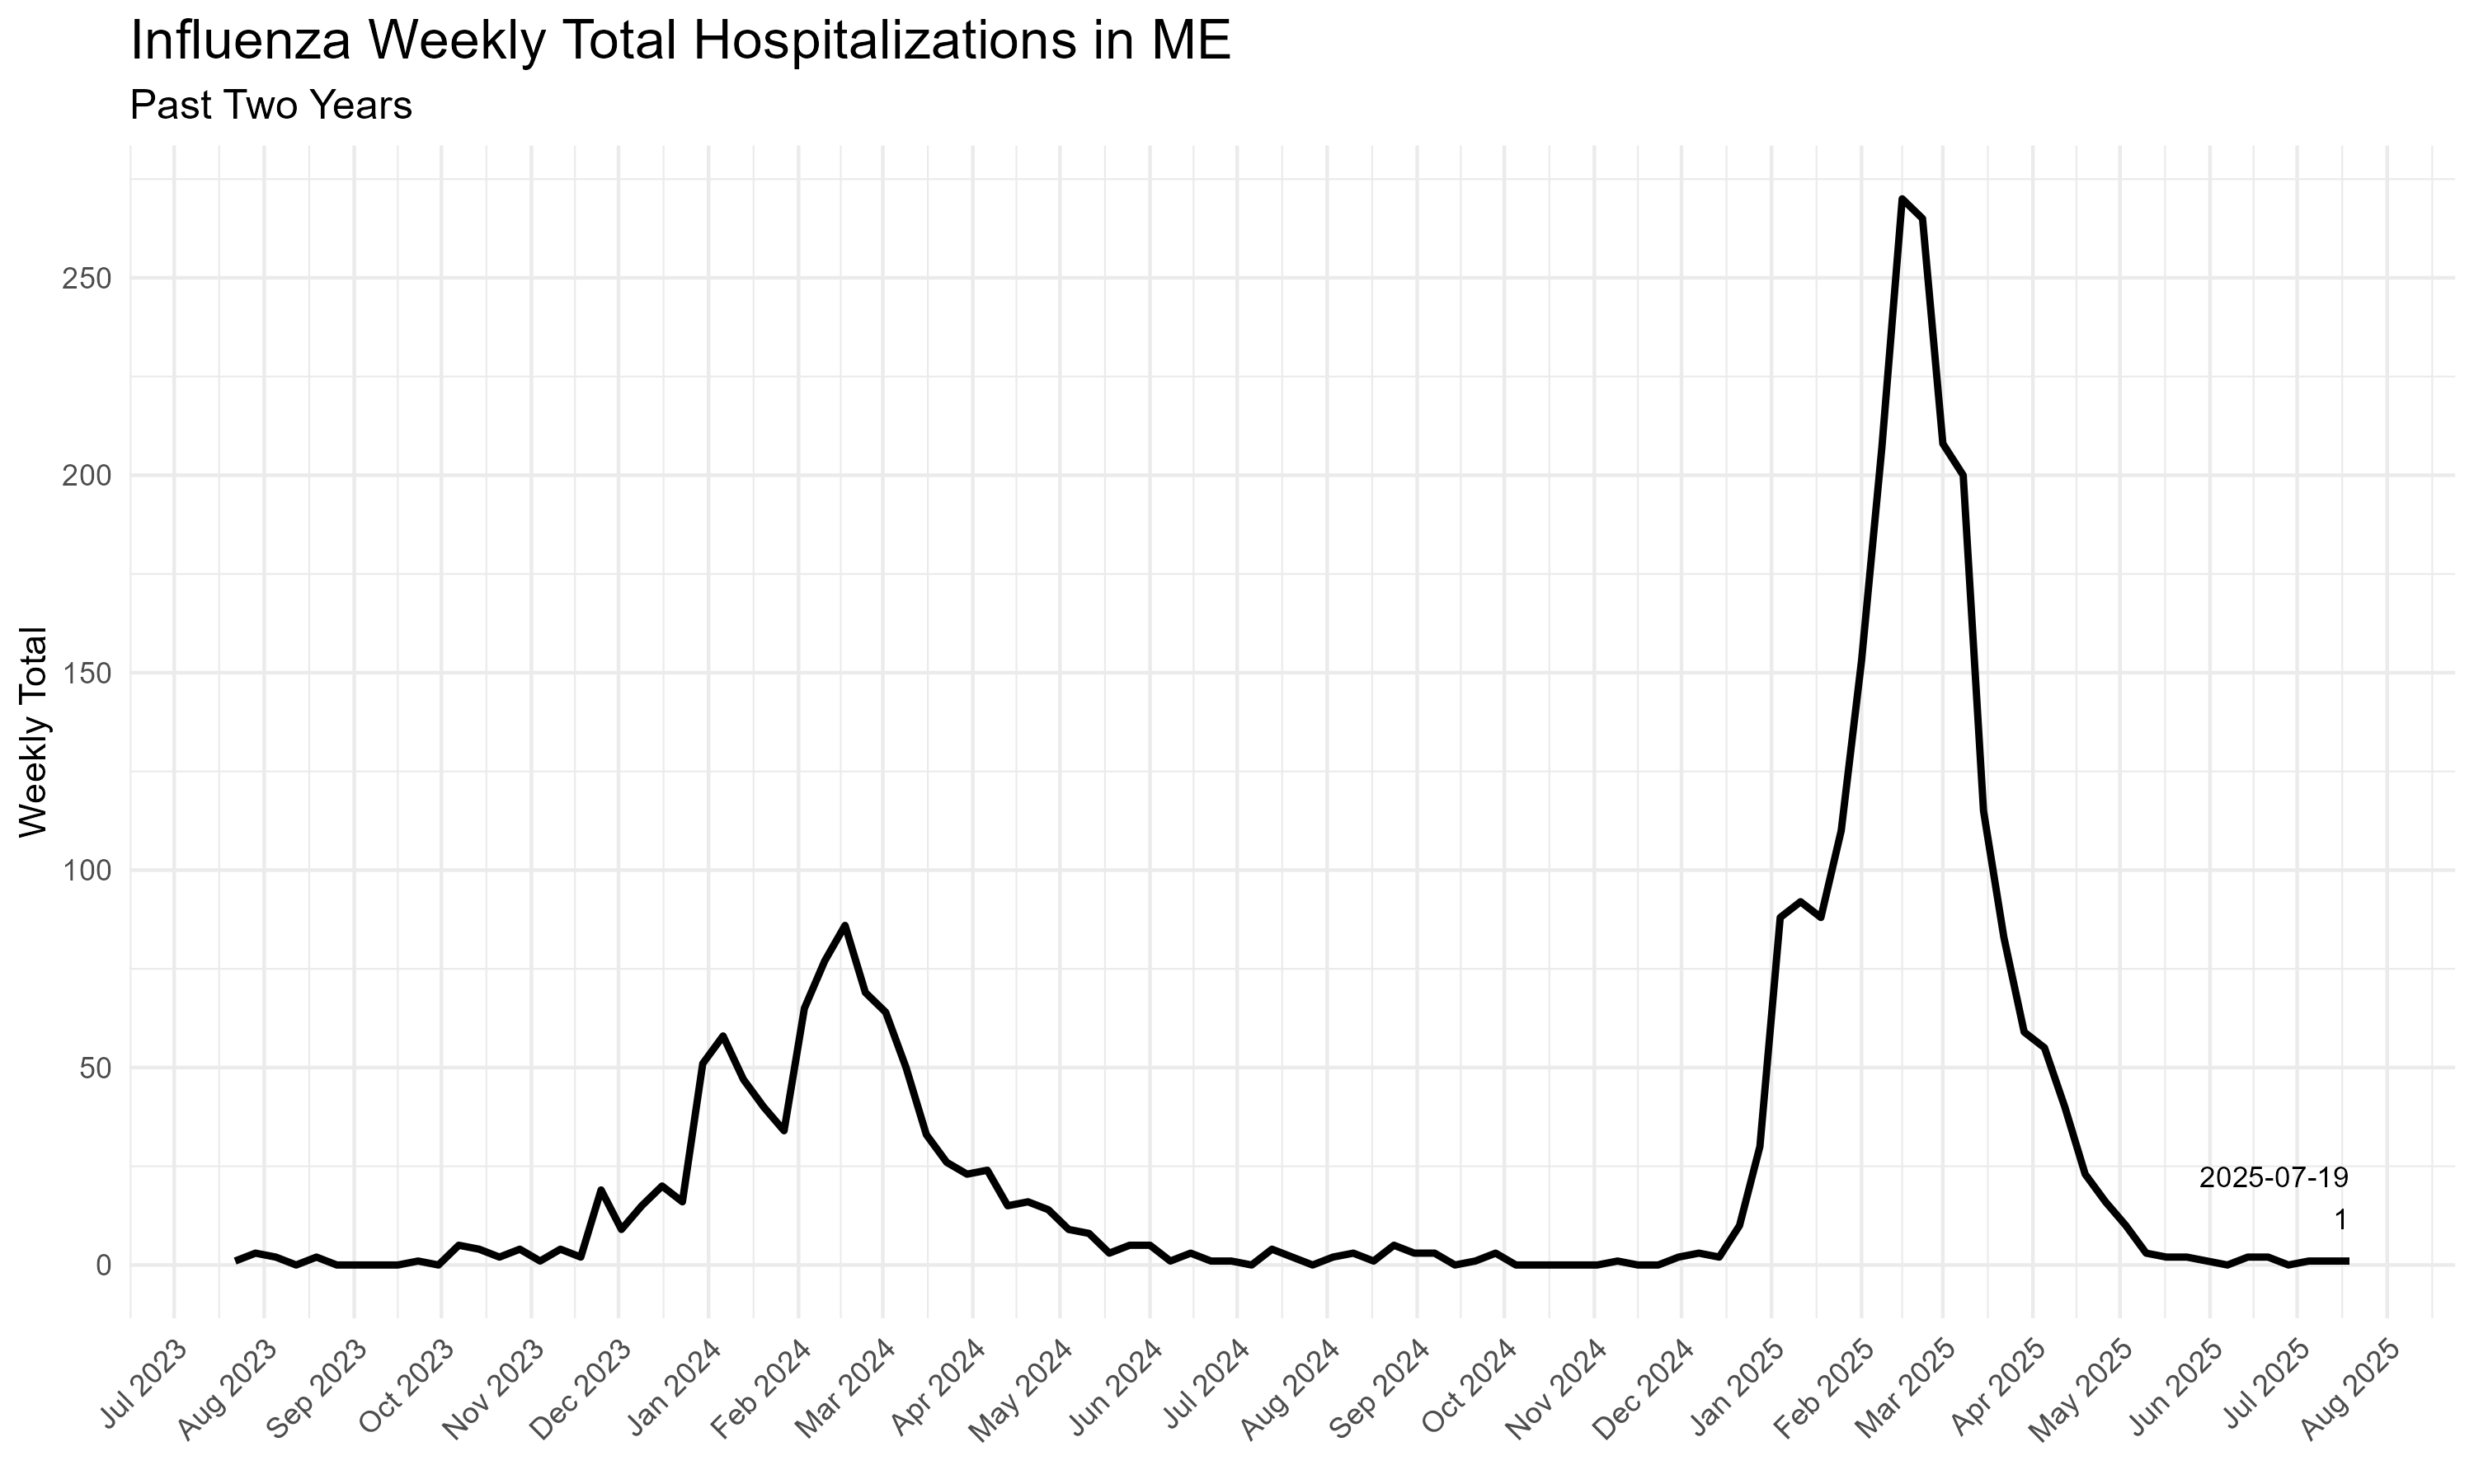 Influenza Weekly Total Hospitalizations in ME
Past Two Years
Weekly Total
250
200
150
100
50
0
2025-07-19
1
Jul 2023
Aug 2023
Sep 2023
Oct 2023
Nov 2023
Dec 2023
Jan 2024
Feb 2024
Mar 2024
Apr 2024
May 2024
Jun 2024
Jul 2024
Aug 2024
Sep 2024
Oct 2024
Nov 2024
Dec 2024
Jan 2025
Feb 2025
Mar 2025
Apr 2025
May 2025
Jun 2025
Jul 2025
Aug 2025